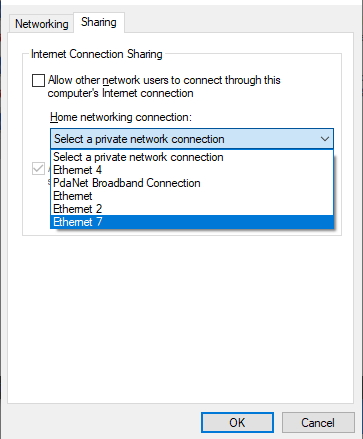 Networking
Sharing
Internet Connection Sharing
Allow other network users to connect through this
computer's Internet connection
Home networking connection:
Select a private network connection
Select a private network connection
Ethernet 4
PdaNet Broadband Connection
Ethernet
Ethernet 2
Ethernet 7
OK
Cancel